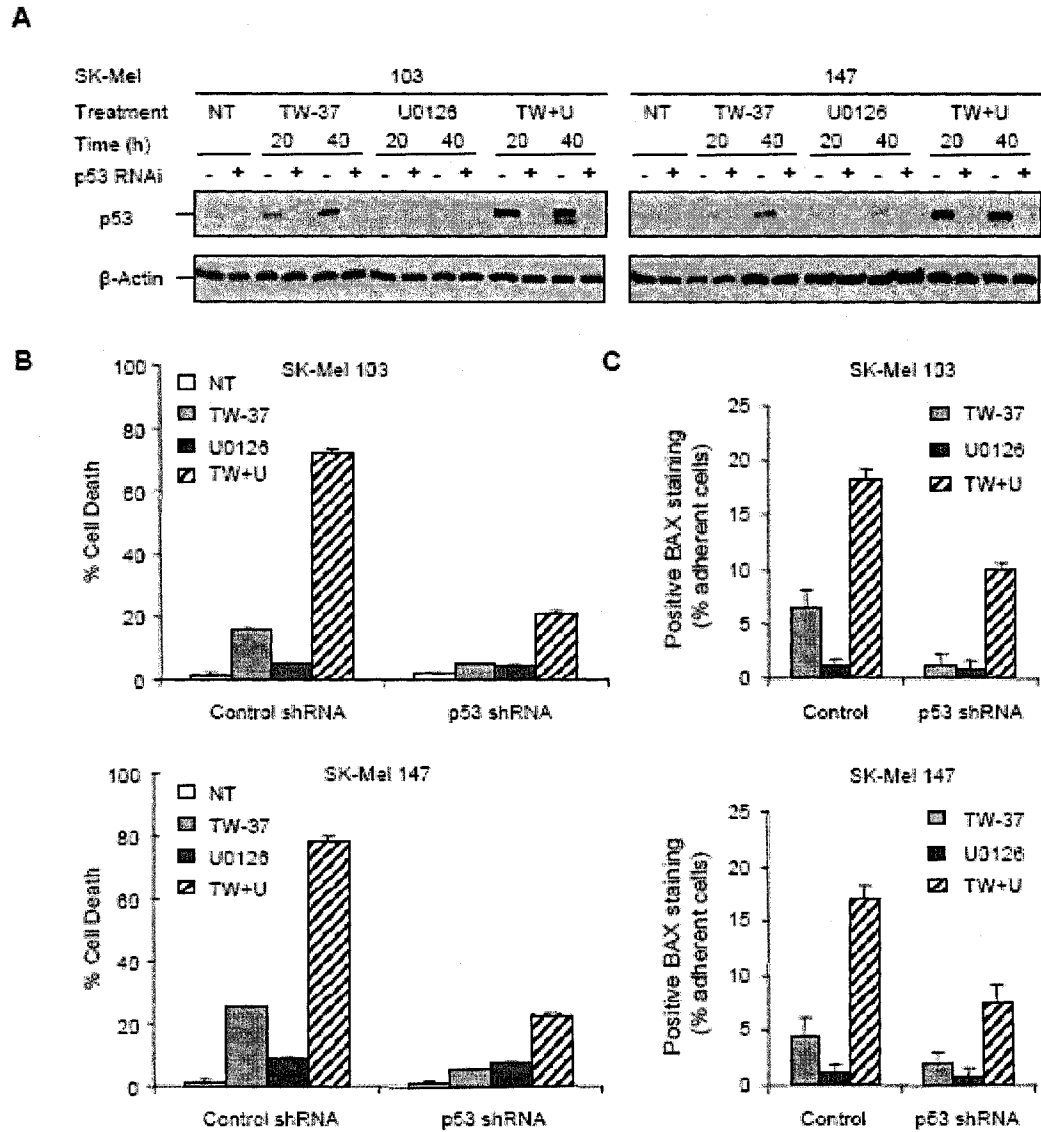 A
SK-Mel 103 147
Treatment NT TW-37 U0126 TW+U NT TW-37 U0126 TW+U
Time (h) 20 40 20 40 20 40 20 40 20 40 20 40
p53 RNAi - + - + - + - + - + - + - + - + - + - + - + - + - + - +
p53
β-Actin
B
SK-Mel 103
100
80
60
40
20
0
% Cell Death
NT
TW-37
U0126
TW+U
Control shRNA p53 shRNA
C
SK-Mel 103
25
20
15
10
5
0
Positive BAX staining
(% adherent cells)
TW-37
U0126
TW+U
Control p53 shRNA
SK-Mel 147
100
80
60
40
20
0
% Cell Death
NT
TW-37
U0126
TW+U
Control shRNA p53 shRNA
SK-Mel 147
25
20
15
10
5
0
Positive BAX staining
(% adherent cells)
TW-37
U0126
TW+U
Control p53 shRNA